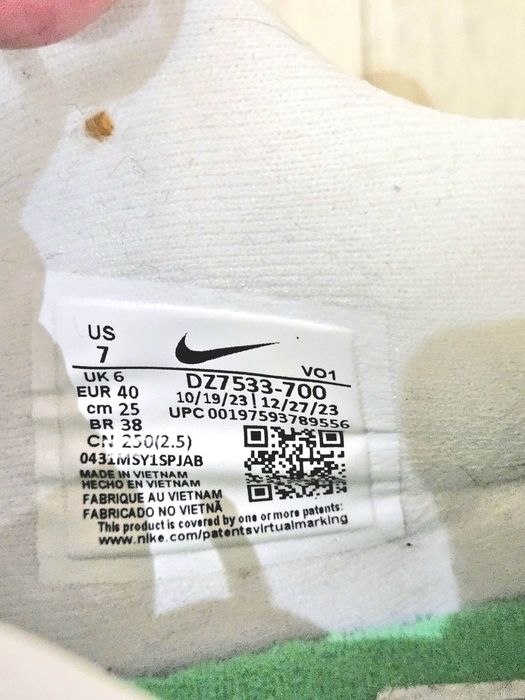 US
7
VO1
UK 6
DZ7533-700
EUR 40
10/19/23 | 12/27/23
cm 25
UPC 00197593789556
BR 38
CN 250(2.5)
0431MSY1SPJAB
MADE IN VIETNAM
HECHO EN VIETNAM
FABRIQUE AU VIETNAM
FABRICADO NO VIETNÃ
This product is covered by one or more patents:
www.nike.com/patentsvirtualmarking